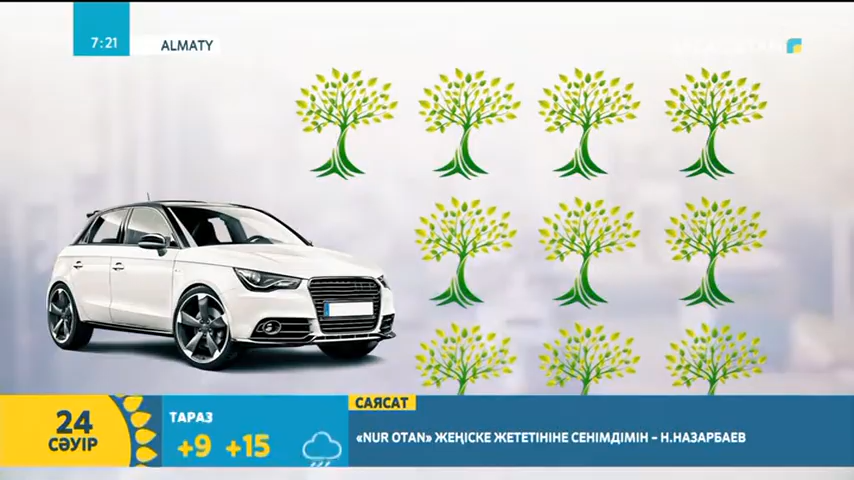 7:21
ALMATY
24
СӘУІР
ТАРАЗ
+9 +15
САЯСАТ
«NUR OTAN» ЖЕҢІСКЕ ЖЕТЕТІНІНЕ СЕНІМДІМІН – Н.НАЗАРБАЕВ